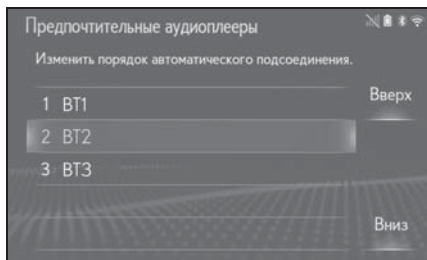 Предпочтительные аудиоплееры
Изменить порядок автоматического подсоединения.
1 BT1
Вверх
2 BT2
3 BT3
Вниз